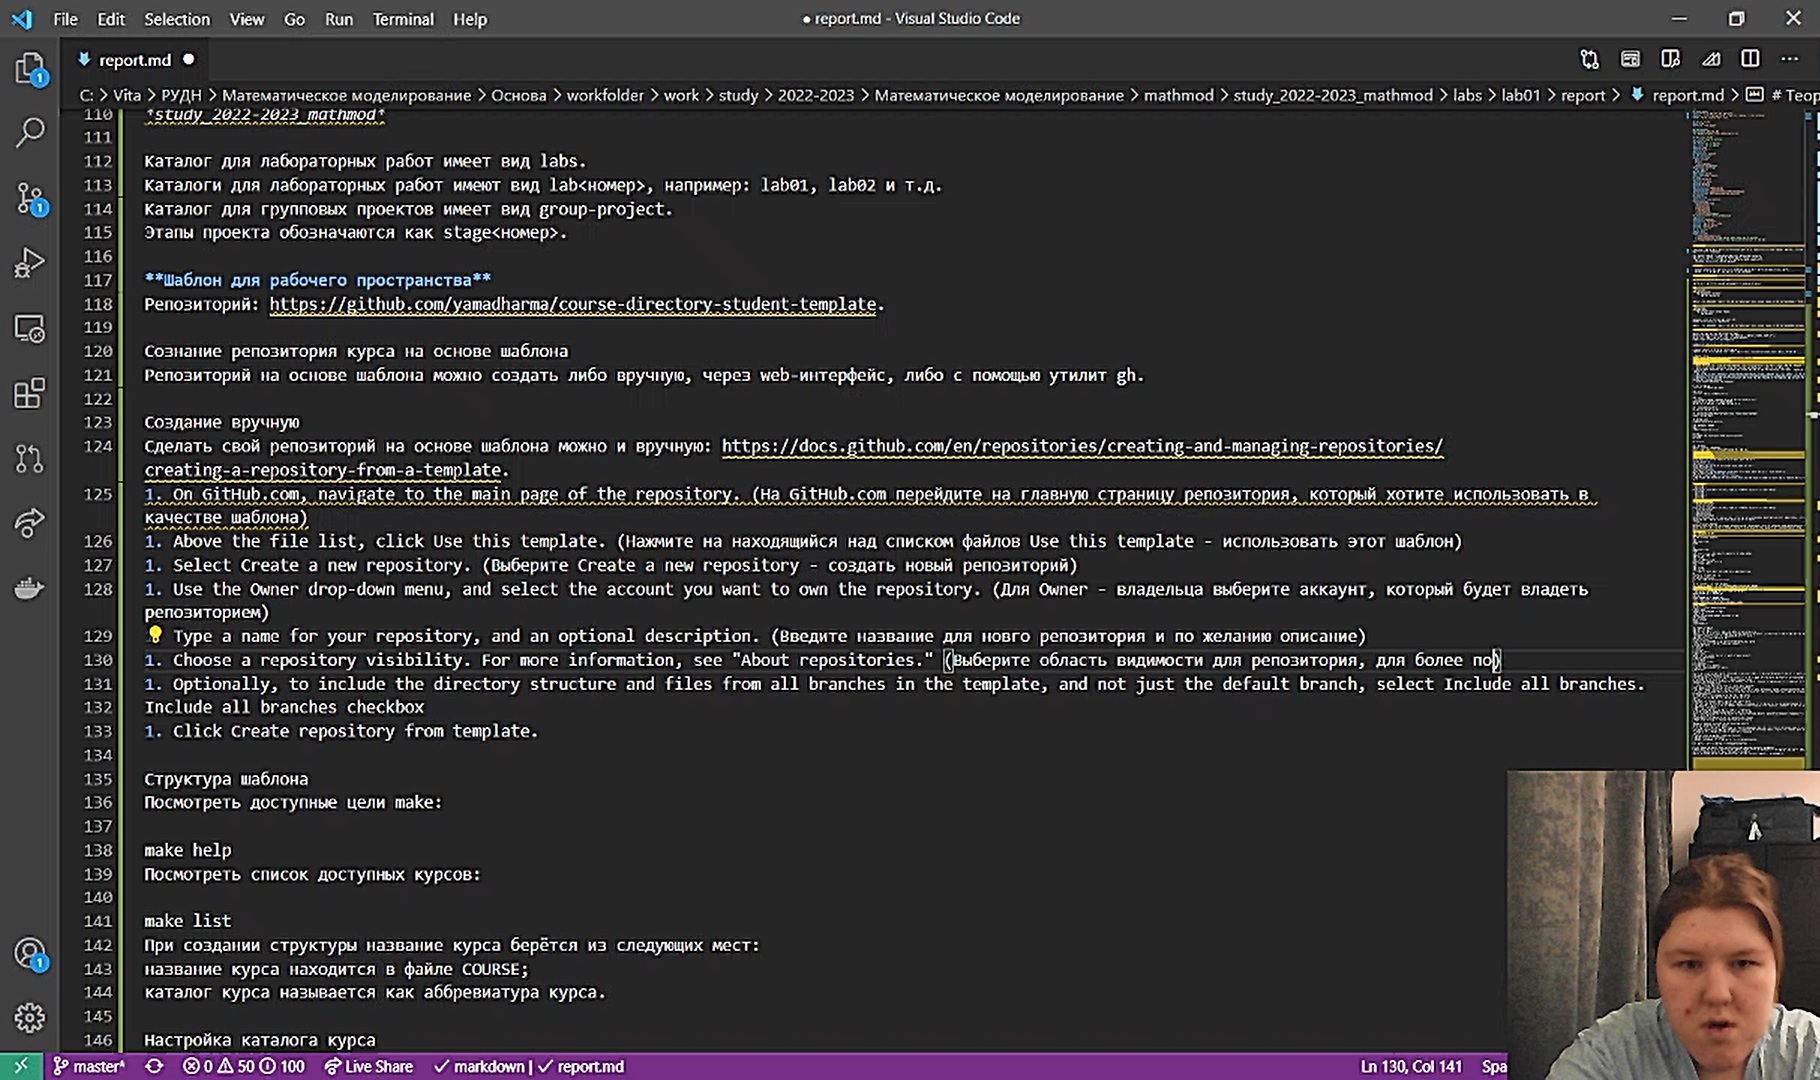 File Edit Selection View Go Run Terminal Help
● report.md - Visual Studio Code
report.md
C: > Vita > РУДН > Математическое моделирование > Основа > workfolder > work > study > 2022-2023 > Математическое моделирование > mathmod > study_2022-2023_mathmod > labs > lab01 > report > report.md > # Теор
110 *study_2022-2023_mathmod*
111
112 Каталог для лабораторных работ имеет вид labs.
113 Каталоги для лабораторных работ имеют вид lab<номер>, например: lab01, lab02 и т.д.
114 Каталог для групповых проектов имеет вид group-project.
115 Этапы проекта обозначаются как stage<номер>.
116
117 **Шаблон для рабочего пространства**
118 Репозиторий: https://github.com/yamadharma/course-directory-student-template.
119
120 Сознание репозитория курса на основе шаблона
121 Репозиторий на основе шаблона можно создать либо вручную, через web-интерфейс, либо с помощью утилит gh.
122
123 Создание вручную
124 Сделать свой репозиторий на основе шаблона можно и вручную: https://docs.github.com/en/repositories/creating-and-managing-repositories/
creating-a-repository-from-a-template.
125 1. On GitHub.com, navigate to the main page of the repository. (На GitHub.com перейдите на главную страницу репозитория, который хотите использовать в
качестве шаблона)
126 1. Above the file list, click Use this template. (Нажмите на находящийся над списком файлов Use this template - использовать этот шаблон)
127 1. Select Create a new repository. (Выберите Create a new repository - создать новый репозиторий)
128 1. Use the Owner drop-down menu, and select the account you want to own the repository. (Для Owner - владельца выберите аккаунт, который будет владеть
репозиторием)
129 Type a name for your repository, and an optional description. (Введите название для новго репозитория и по желанию описание)
130 1. Choose a repository visibility. For more information, see "About repositories." (Выберите область видимости для репозитория, для более по)
131 1. Optionally, to include the directory structure and files from all branches in the template, and not just the default branch, select Include all branches.
132 Include all branches checkbox
133 1. Click Create repository from template.
134
135 Структура шаблона
136 Посмотреть доступные цели make:
137
138 make help
139 Посмотреть список доступных курсов:
140
141 make list
142 При создании структуры название курса берётся из следующих мест:
143 название курса находится в файле COURSE;
144 каталог курса называется как аббревиатура курса.
145
146 Настройка каталога курса
1
1
1
master* 0 50 100 Live Share markdown | report.md Ln 130, Col 141 Spa